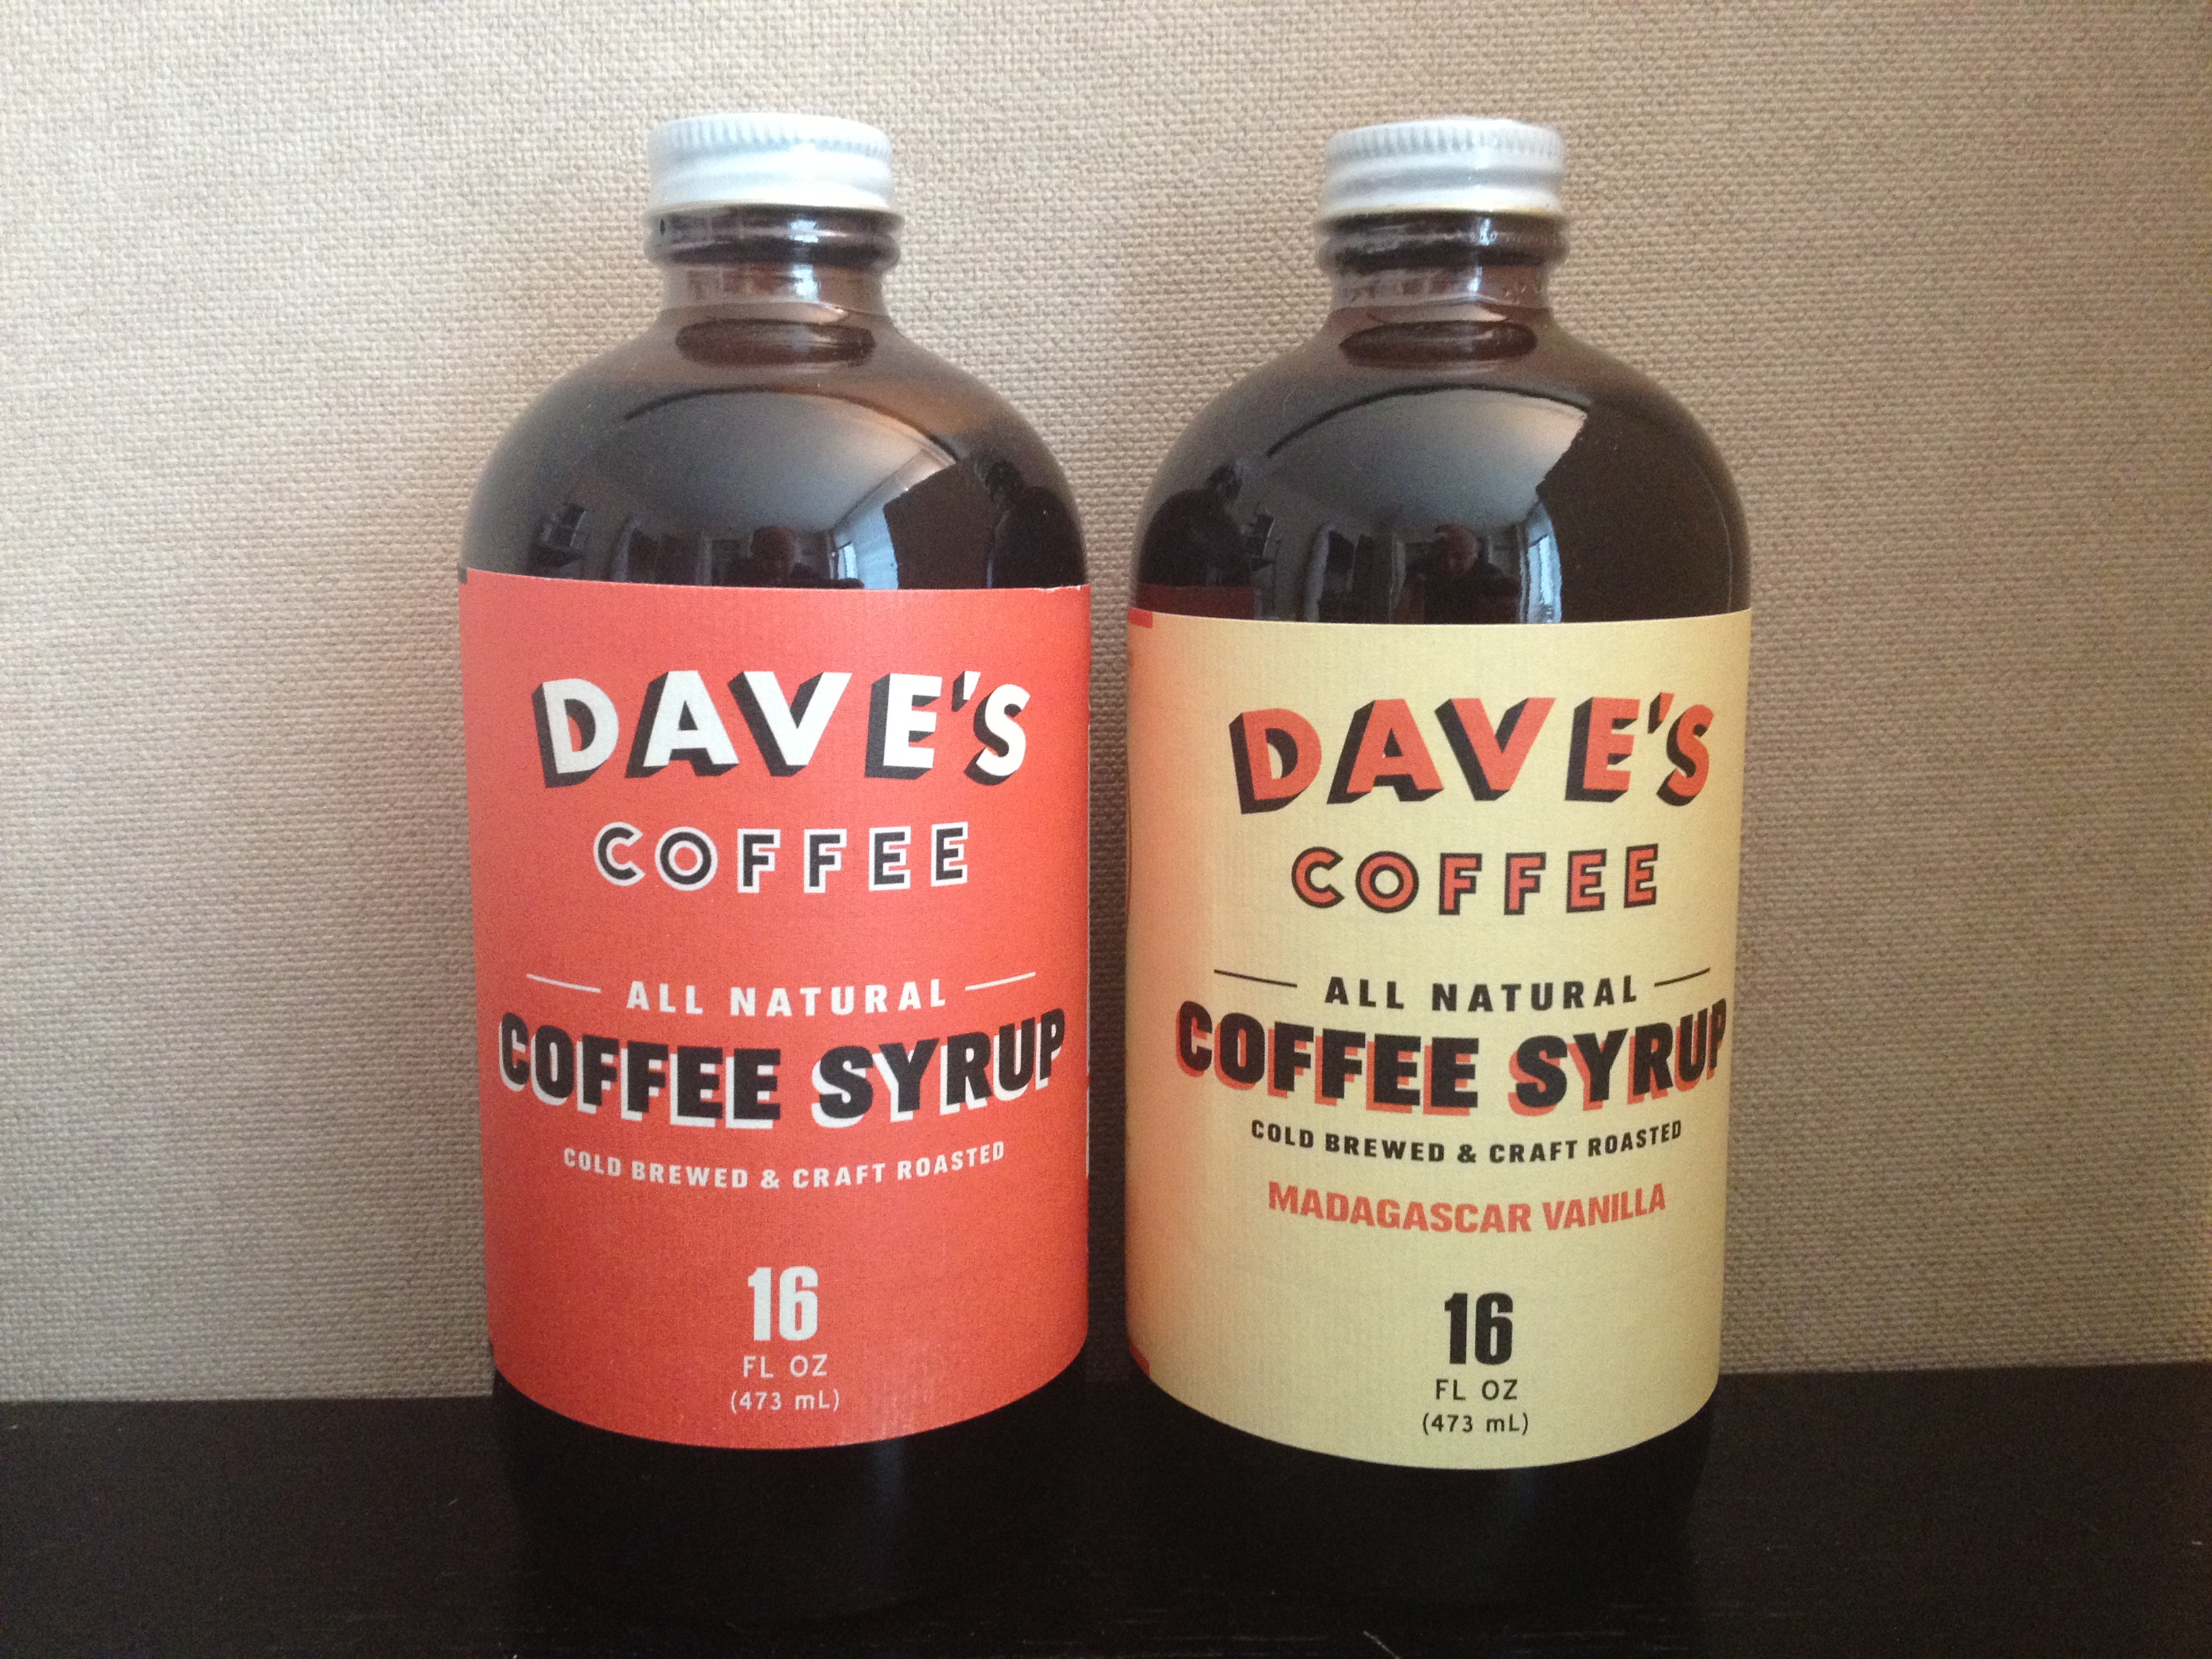 DAVE'S
COFFEE
ALL NATURAL
COFFEE SYRUP
COLD BREWED & CRAFT ROASTED
16
FL OZ
(473 mL)
DAVE'S
COFFEE
ALL NATURAL
COFFEE SYRUP
COLD BREWED & CRAFT ROASTED
MADAGASCAR VANILLA
16
FL OZ
(473 mL)